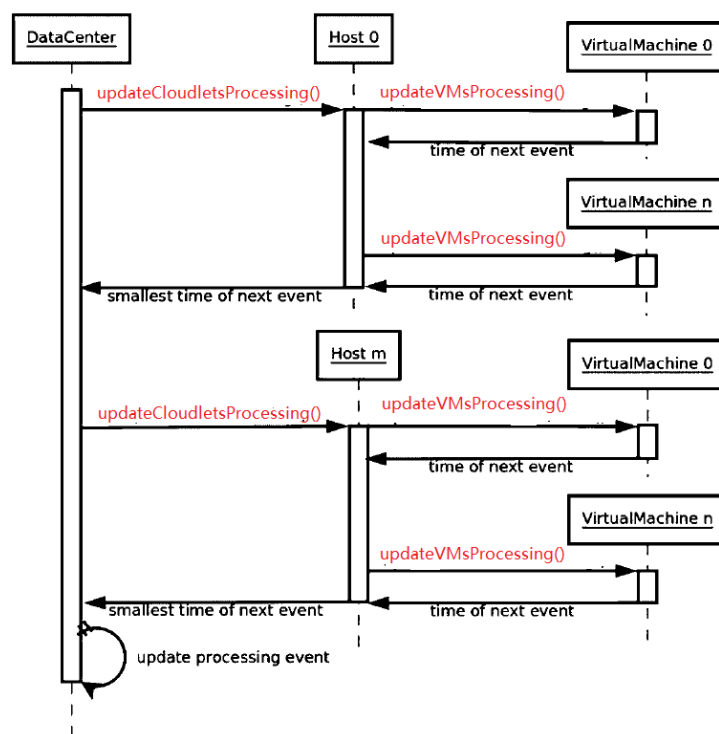 DataCenter
Host 0
VirtualMachine 0
updateCloudletsProcessing()
updateVMsProcessing()
time of next event
VirtualMachine n
updateVMsProcessing()
smallest time of next event
time of next event
Host m
VirtualMachine 0
updateCloudletsProcessing()
updateVMsProcessing()
time of next event
VirtualMachine n
updateVMsProcessing()
smallest time of next event
time of next event
update processing event